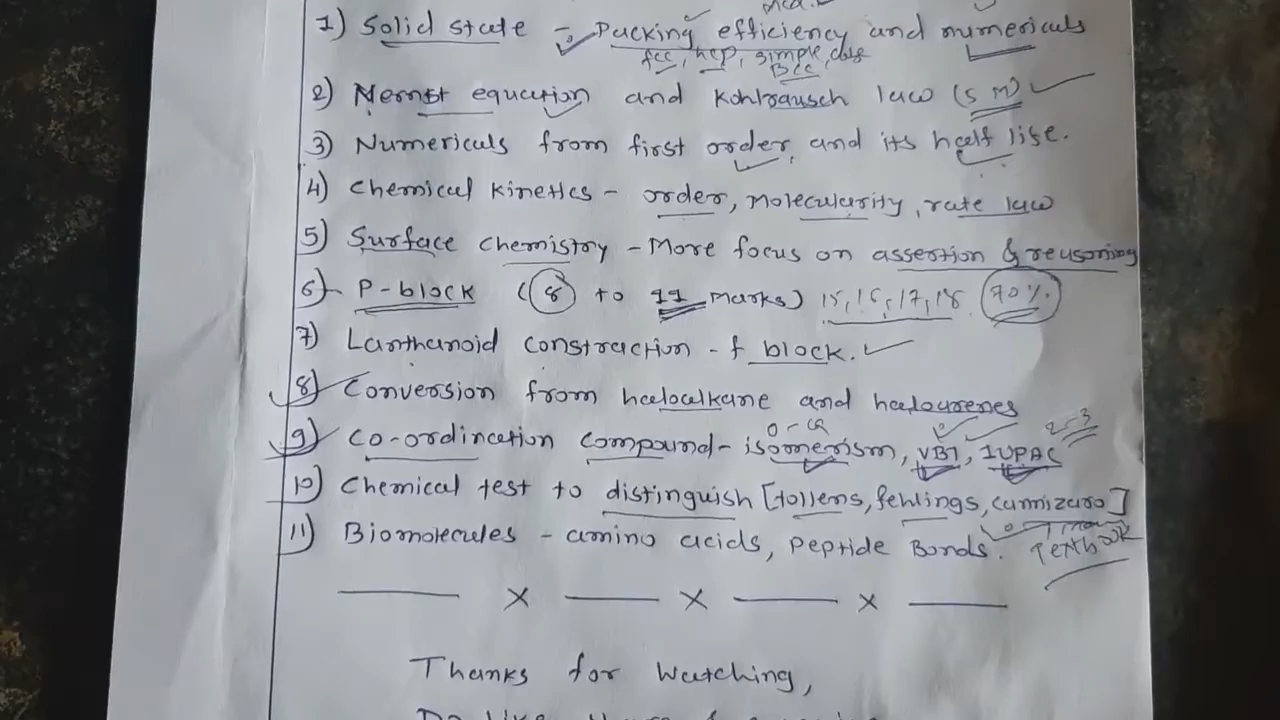 1) Solid state - Packing efficiency and numericals
fcc, hcp, simple,
BCC
2) Nernst equation and Kohlrausch law (5 M)
3) Numericals from first order and its half life.
4) Chemical Kinetics - order, Molecularity, rate law
5) Surface Chemistry - More focus on assertion & reasoning
6) P-block (8 to 11 Marks) 15, 16, 17, 18 70%
7) Lanthanoid constraction - f block.
8) Conversion from haloalkane and haloarenes
9) Co-ordination compound - isomerism, VBT, IUPAC 2-3
10) Chemical test to distinguish [tollens, fehlings, cannizaro]
11) Biomolecules - amino acids, Peptide Bonds. Textbook
Thanks for Watching,